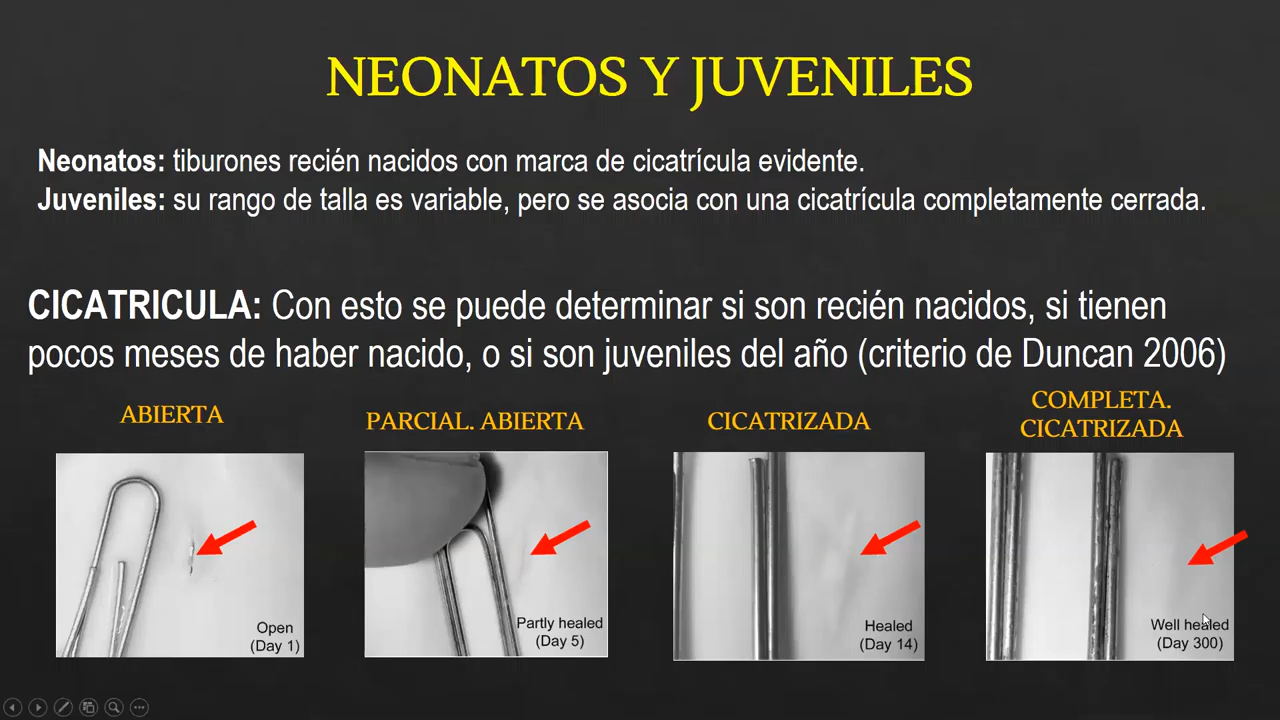 NEONATOS Y JUVENILES
Neonatos: tiburones recién nacidos con marca de cicatrícula evidente.
Juveniles: su rango de talla es variable, pero se asocia con una cicatrícula completamente cerrada.
CICATRICULA: Con esto se puede determinar si son recién nacidos, si tienen
pocos meses de haber nacido, o si son juveniles del año (criterio de Duncan 2006)
ABIERTA
PARCIAL. ABIERTA
CICATRIZADA
COMPLETA.
CICATRIZADA
Open
(Day 1)
Partly healed
(Day 5)
Healed
(Day 14)
Well healed
(Day 300)